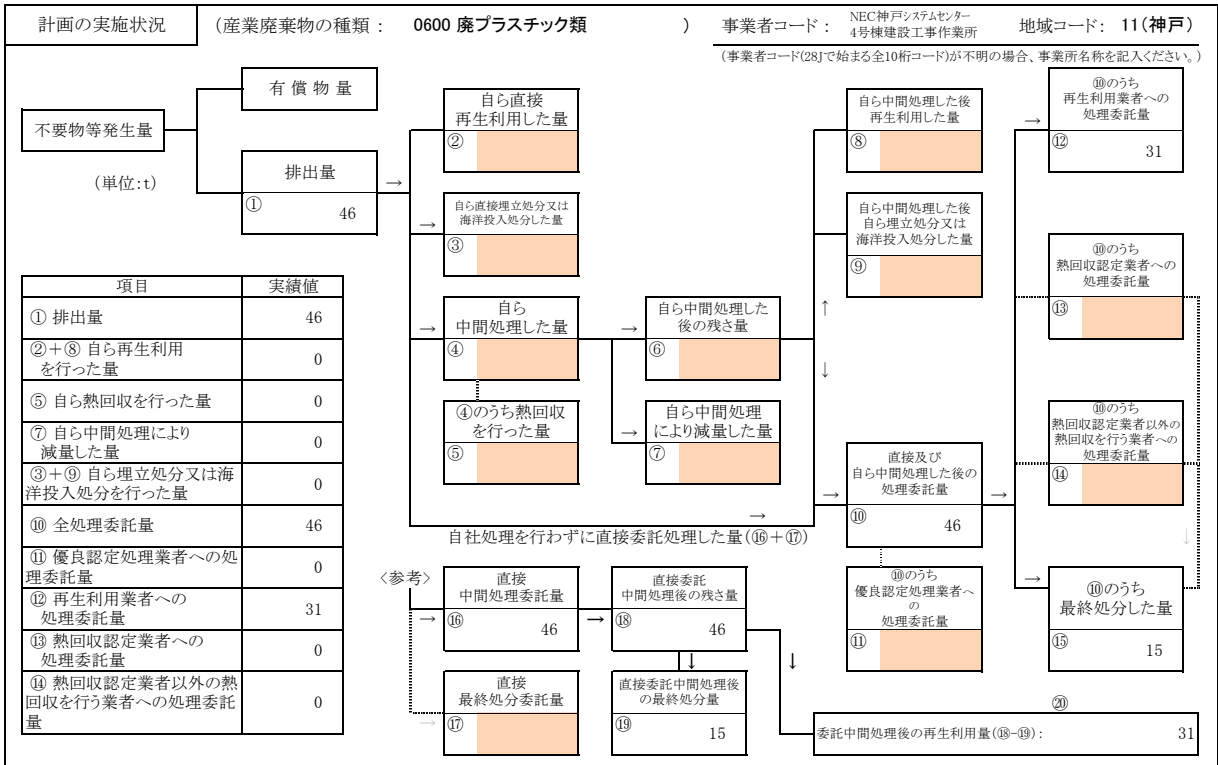 計画の実施状況
(産業廃棄物の種類： 0600 廃プラスチック類 )
事業者コード： NEC神戸システムセンター
4号棟建設工事作業所
地域コード： 11(神戸)
(事業者コード(28Jで始まる全10桁コード)が不明の場合、事業所名称を記入ください。)
不要物等発生量
(単位:t)
有償物量
排出量
① 46
→
自ら直接
再生利用した量
②
→
自ら直接埋立処分又は
海洋投入処分した量
③
→
自ら
中間処理した量
④
④のうち熱回収
を行った量
⑤
→
自ら中間処理した
後の残さ量
⑥
→
自ら中間処理
により減量した量
⑦
自ら中間処理した後
再生利用した量
⑧
自ら中間処理した後
自ら埋立処分又は
海洋投入処分した量
⑨
↑
↓
→
直接及び
自ら中間処理した後の
処理委託量
⑩ 46
→
⑩のうち
優良認定処理業者へ
の
処理委託量
⑪
→
⑩のうち
再生利用業者への
処理委託量
⑫ 31
⑩のうち
熱回収認定業者への
処理委託量
⑬
⑩のうち
熱回収認定業者以外の
熱回収を行う業者への
処理委託量
⑭
↓
→
⑩のうち
最終処分した量
⑮ 15
→
自社処理を行わずに直接委託処理した量(⑯＋⑰)
〈参考〉
→
直接
中間処理委託量
⑯ 46
→
直接委託
中間処理後の残さ量
⑱ 46
→
直接
最終処分委託量
⑰
↓
直接委託中間処理後
の最終処分量
⑲ 15
↓
⑳
委託中間処理後の再生利用量(⑱-⑲)： 31
項目 実績値
① 排出量 46
②＋⑧ 自ら再生利用
を行った量 0
⑤ 自ら熱回収を行った量 0
⑦ 自ら中間処理により
減量した量 0
③＋⑨ 自ら埋立処分又は海
洋投入処分を行った量 0
⑩ 全処理委託量 46
⑪ 優良認定処理業者への処
理委託量 0
⑫ 再生利用業者への
処理委託量 31
⑬ 熱回収認定業者への
処理委託量 0
⑭ 熱回収認定業者以外の熱
回収を行う業者への処理委託
量 0